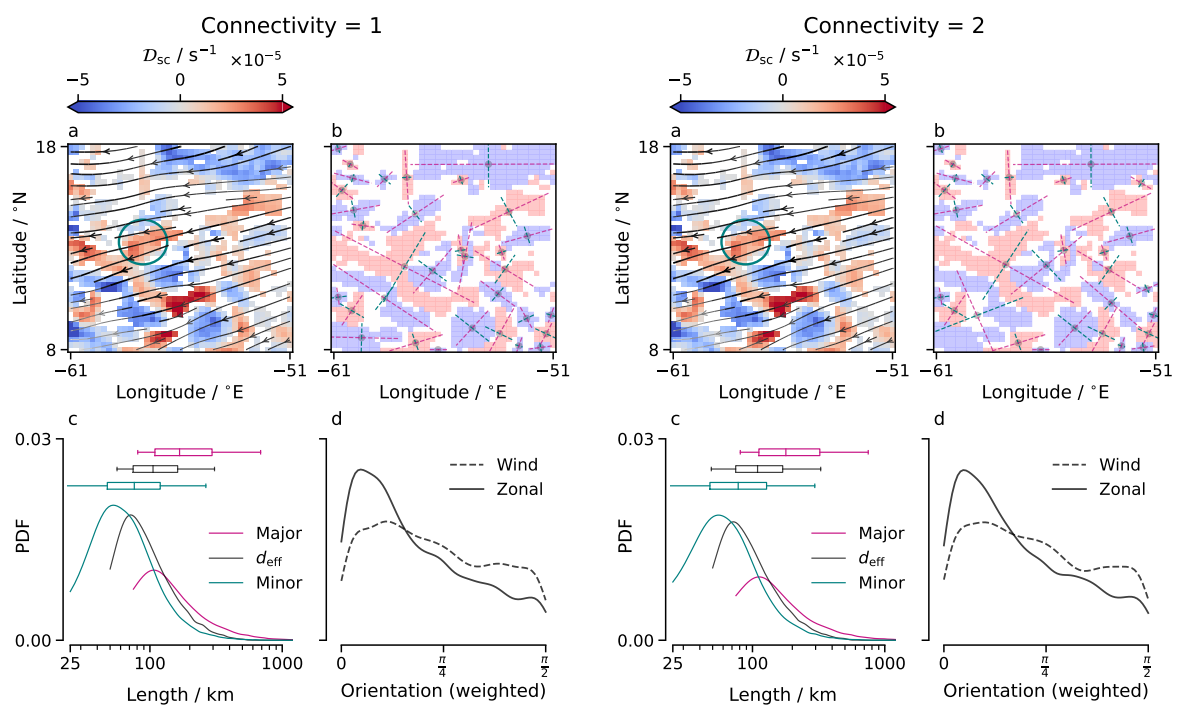 Connectivity = 1
𝒟sc / s⁻¹ ×10⁻⁵
−5 0 5
a b
18
8
Latitude / °N
−61 −51 −61 −51
Longitude / °E Longitude / °E
c d
0.03
0.00
PDF
Wind
Zonal
Major
deff
Minor
25 100 1000
Length / km
0 π/4 π/2
Orientation (weighted)
Connectivity = 2
𝒟sc / s⁻¹ ×10⁻⁵
−5 0 5
a b
18
8
Latitude / °N
−61 −51 −61 −51
Longitude / °E Longitude / °E
c d
0.03
0.00
PDF
Wind
Zonal
Major
deff
Minor
25 100 1000
Length / km
0 π/4 π/2
Orientation (weighted)